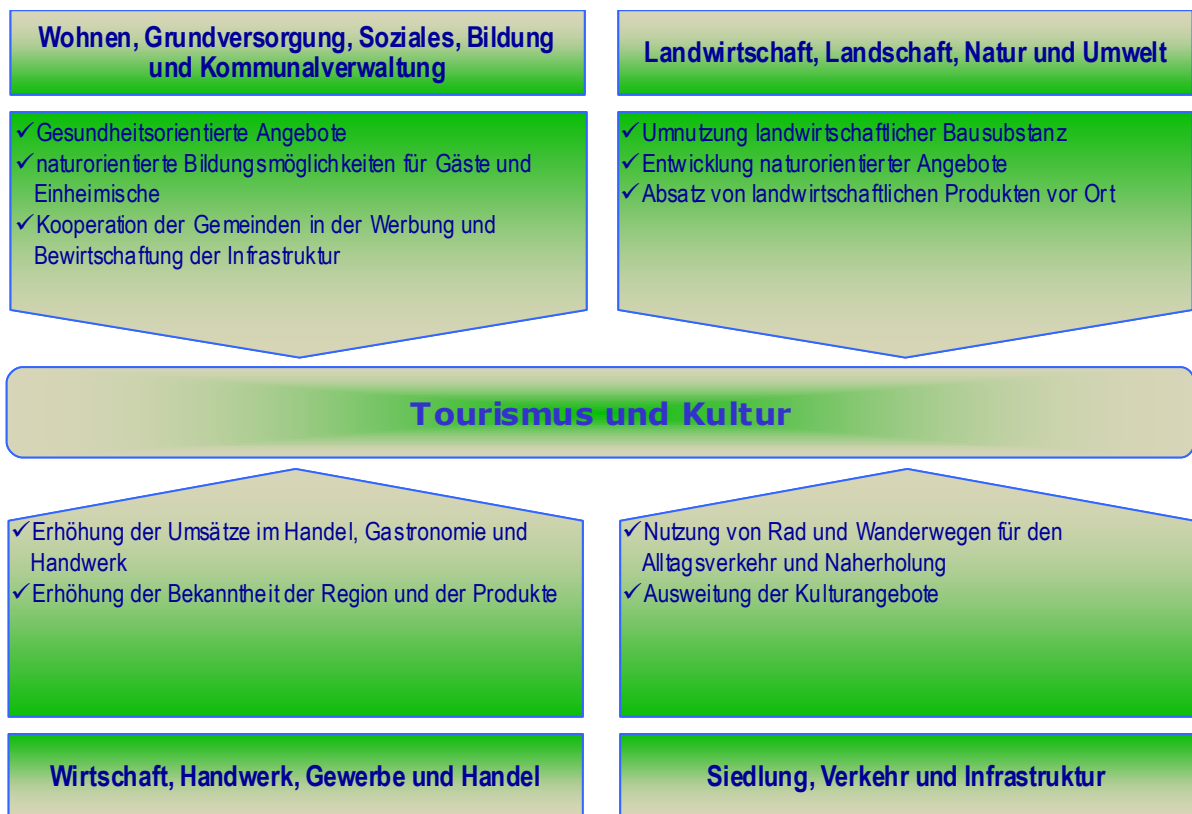 Wohnen, Grundversorgung, Soziales, Bildung
und Kommunalverwaltung
✓Gesundheitsorientierte Angebote
✓naturorientierte Bildungsmöglichkeiten für Gäste und
Einheimische
✓Kooperation der Gemeinden in der Werbung und
Bewirtschaftung der Infrastruktur
Landwirtschaft, Landschaft, Natur und Umwelt
✓Umnutzung landwirtschaftlicher Bausubstanz
✓Entwicklung naturorientierter Angebote
✓Absatz von landwirtschaftlichen Produkten vor Ort
Tourismus und Kultur
✓Erhöhung der Umsätze im Handel, Gastronomie und
Handwerk
✓Erhöhung der Bekanntheit der Region und der Produkte
Wirtschaft, Handwerk, Gewerbe und Handel
✓Nutzung von Rad und Wanderwegen für den
Alltagsverkehr und Naherholung
✓Ausweitung der Kulturangebote
Siedlung, Verkehr und Infrastruktur